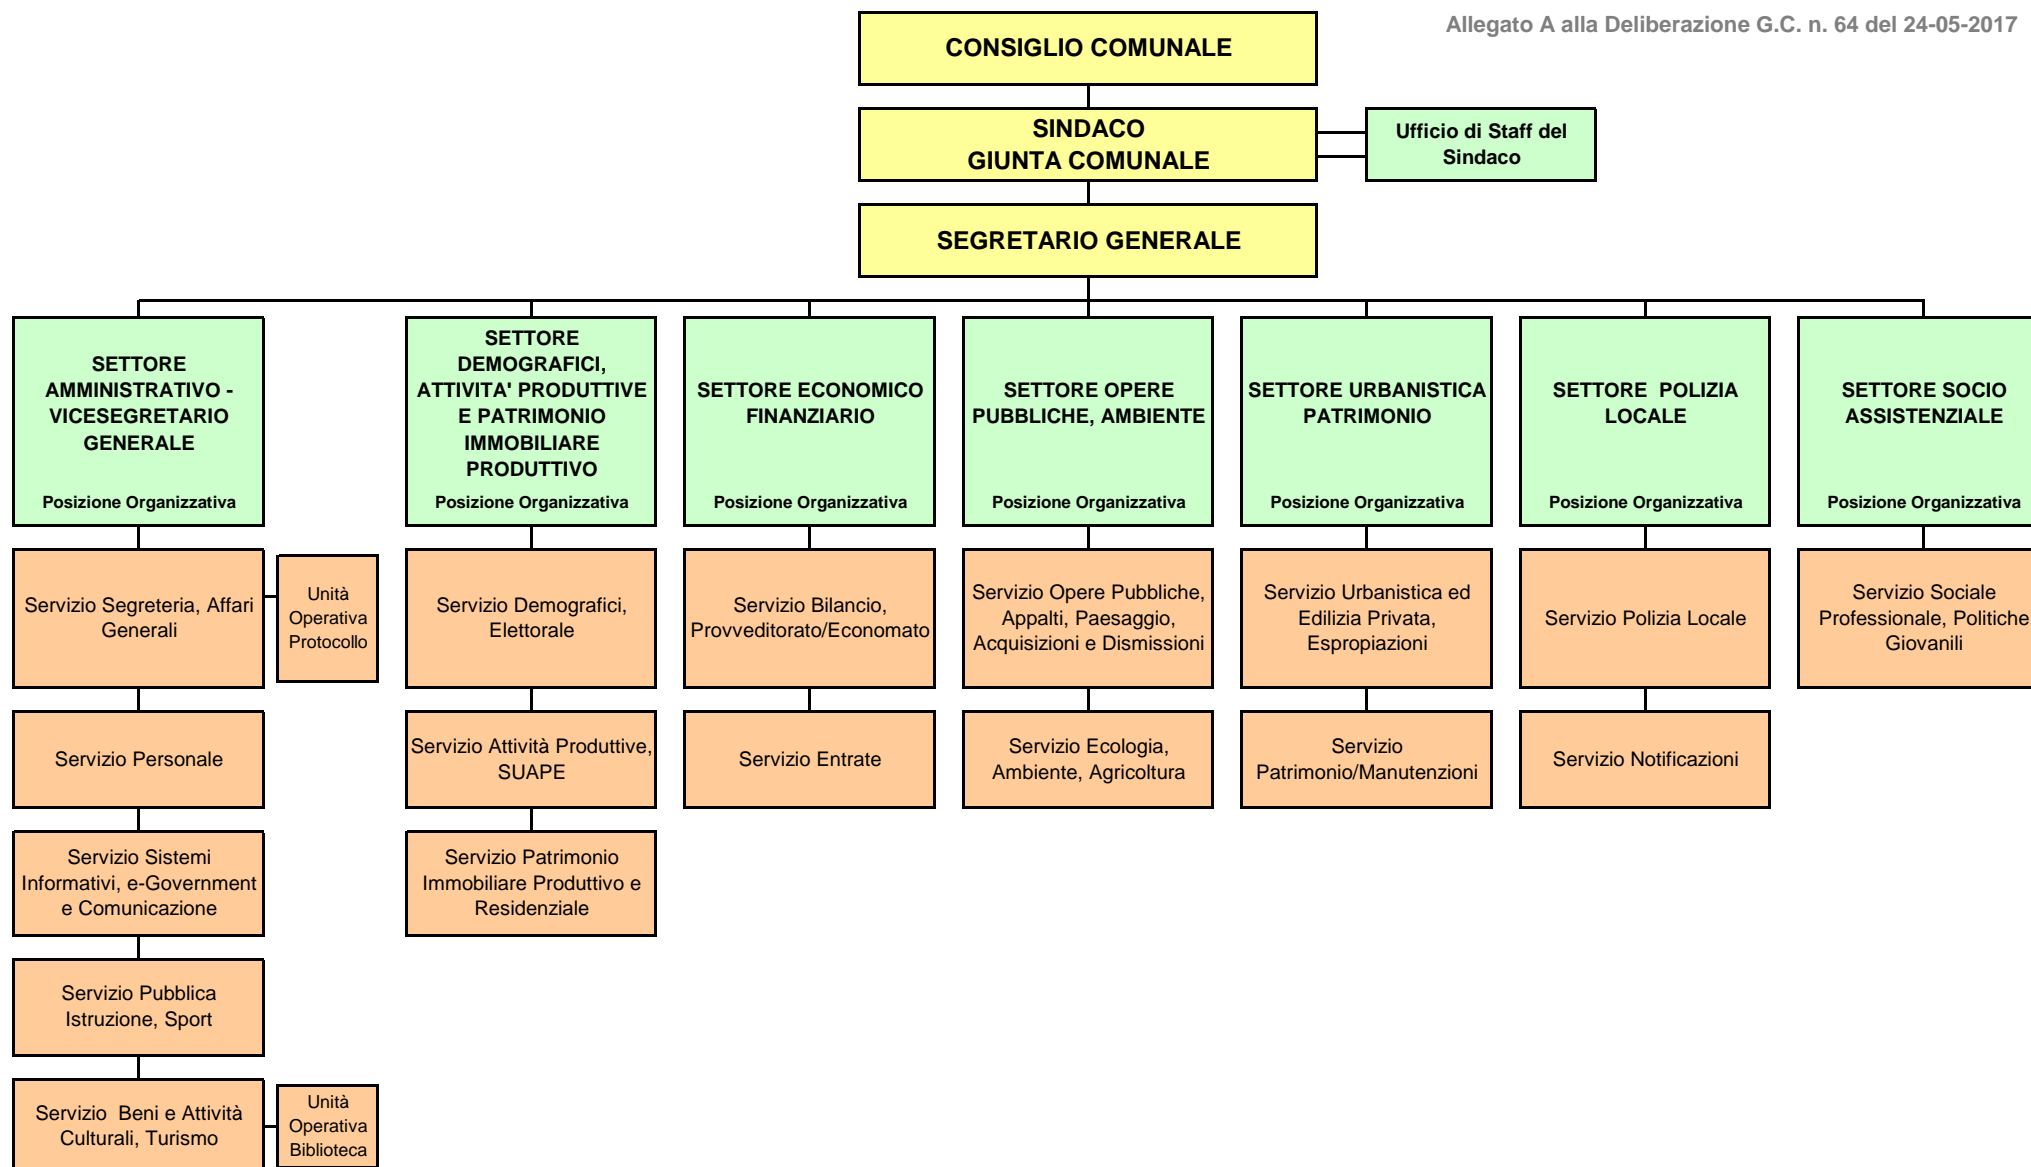 Allegato A alla Deliberazione G.C. n. 64 del 24-05-2017
CONSIGLIO COMUNALE
SINDACO
GIUNTA COMUNALE
Ufficio di Staff del
Sindaco
SEGRETARIO GENERALE
SETTORE
AMMINISTRATIVO -
VICESEGRETARIO
GENERALE
Posizione Organizzativa
SETTORE
DEMOGRAFICI,
ATTIVITA' PRODUTTIVE
E PATRIMONIO
IMMOBILIARE
PRODUTTIVO
Posizione Organizzativa
SETTORE ECONOMICO
FINANZIARIO
Posizione Organizzativa
SETTORE OPERE
PUBBLICHE, AMBIENTE
Posizione Organizzativa
SETTORE URBANISTICA
PATRIMONIO
Posizione Organizzativa
SETTORE  POLIZIA
LOCALE
Posizione Organizzativa
SETTORE SOCIO
ASSISTENZIALE
Posizione Organizzativa
Servizio Segreteria, Affari
Generali
Unità
Operativa
Protocollo
Servizio Demografici,
Elettorale
Servizio Bilancio,
Provveditorato/Economato
Servizio Opere Pubbliche,
Appalti, Paesaggio,
Acquisizioni e Dismissioni
Servizio Urbanistica ed
Edilizia Privata,
Espropiazioni
Servizio Polizia Locale
Servizio Sociale
Professionale, Politiche
Giovanili
Servizio Personale
Servizio Attività Produttive,
SUAPE
Servizio Entrate
Servizio Ecologia,
Ambiente, Agricoltura
Servizio
Patrimonio/Manutenzioni
Servizio Notificazioni
Servizio Sistemi
Informativi, e-Government
e Comunicazione
Servizio Patrimonio
Immobiliare Produttivo e
Residenziale
Servizio Pubblica
Istruzione, Sport
Servizio  Beni e Attività
Culturali, Turismo
Unità
Operativa
Biblioteca